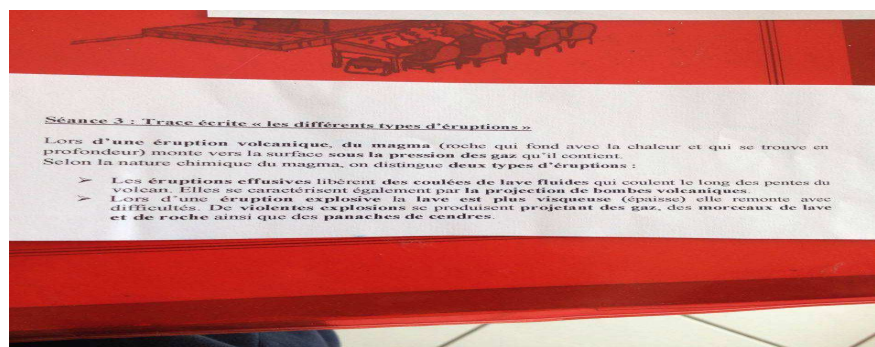 Séance 3 : Trace écrite « les différents types d'éruptions »
Lors d'une éruption volcanique, du magma (roche qui fond avec la chaleur et qui se trouve en
profondeur) monte vers la surface sous la pression des gaz qu'il contient.
Selon la nature chimique du magma, on distingue deux types d'éruptions :
➤ Les éruptions effusives libèrent des coulées de lave fluides qui coulent le long des pentes du
volcan. Elles se caractérisent également par la projection de bombes volcaniques.
➤ Lors d'une éruption explosive la lave est plus visqueuse (épaisse) elle remonte avec
difficultés. De violentes explosions se produisent projetant des gaz, des morceaux de lave
et de roche ainsi que des panaches de cendres.